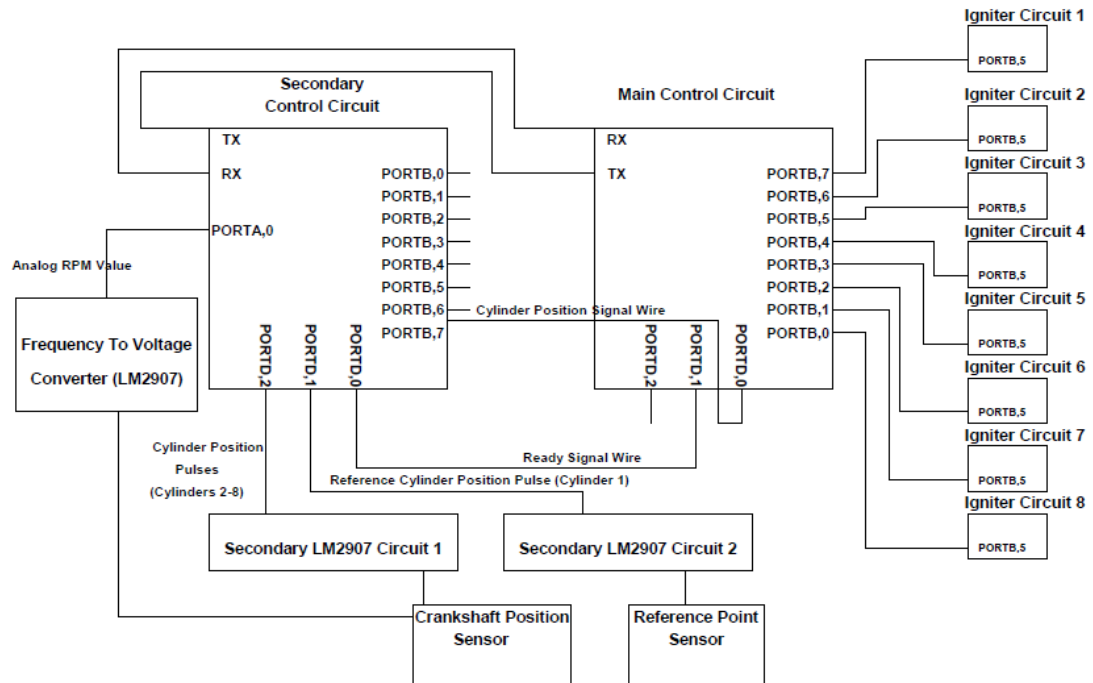 Igniter Circuit 1
PORTB,5
Igniter Circuit 2
PORTB,5
Igniter Circuit 3
PORTB,5
Igniter Circuit 4
PORTB,5
Igniter Circuit 5
PORTB,5
Igniter Circuit 6
PORTB,5
Igniter Circuit 7
PORTB,5
Igniter Circuit 8
PORTB,5
Secondary
Control Circuit
TX
RX
PORTA,0
PORTB,0
PORTB,1
PORTB,2
PORTB,3
PORTB,4
PORTB,5
PORTB,6
PORTB,7
PORTD,2
PORTD,1
PORTD,0
Main Control Circuit
RX
TX
PORTB,7
PORTB,6
PORTB,5
PORTB,4
PORTB,3
PORTB,2
PORTB,1
PORTB,0
PORTD,2
PORTD,1
PORTD,0
Analog RPM Value
Frequency To Voltage
Converter (LM2907)
Cylinder Position Signal Wire
Cylinder Position
Pulses
(Cylinders 2-8)
Ready Signal Wire
Reference Cylinder Position Pulse (Cylinder 1)
Secondary LM2907 Circuit 1
Secondary LM2907 Circuit 2
Crankshaft Position
Sensor
Reference Point
Sensor